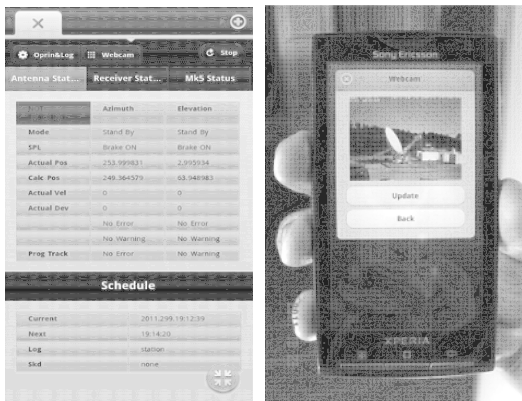 Oprin&Log Webcam Stop
Antenna Stat... Receiver Stat... Mk5 Status
Azimuth Elevation
Mode Stand By Stand By
SPL Brake ON Brake ON
Actual Pos 253.999831 2.995934
Calc Pos 249.364579 63.948983
Actual Vel 0 0
Actual Dev 0 0
No Error No Error
No Warning No Warning
Prog Track No Error No Error
Schedule
Current 2011.299.19:12:39
Next 19:14:20
Log station
Skd none
Sony Ericsson
Webcam
Update
Back
XPERIA